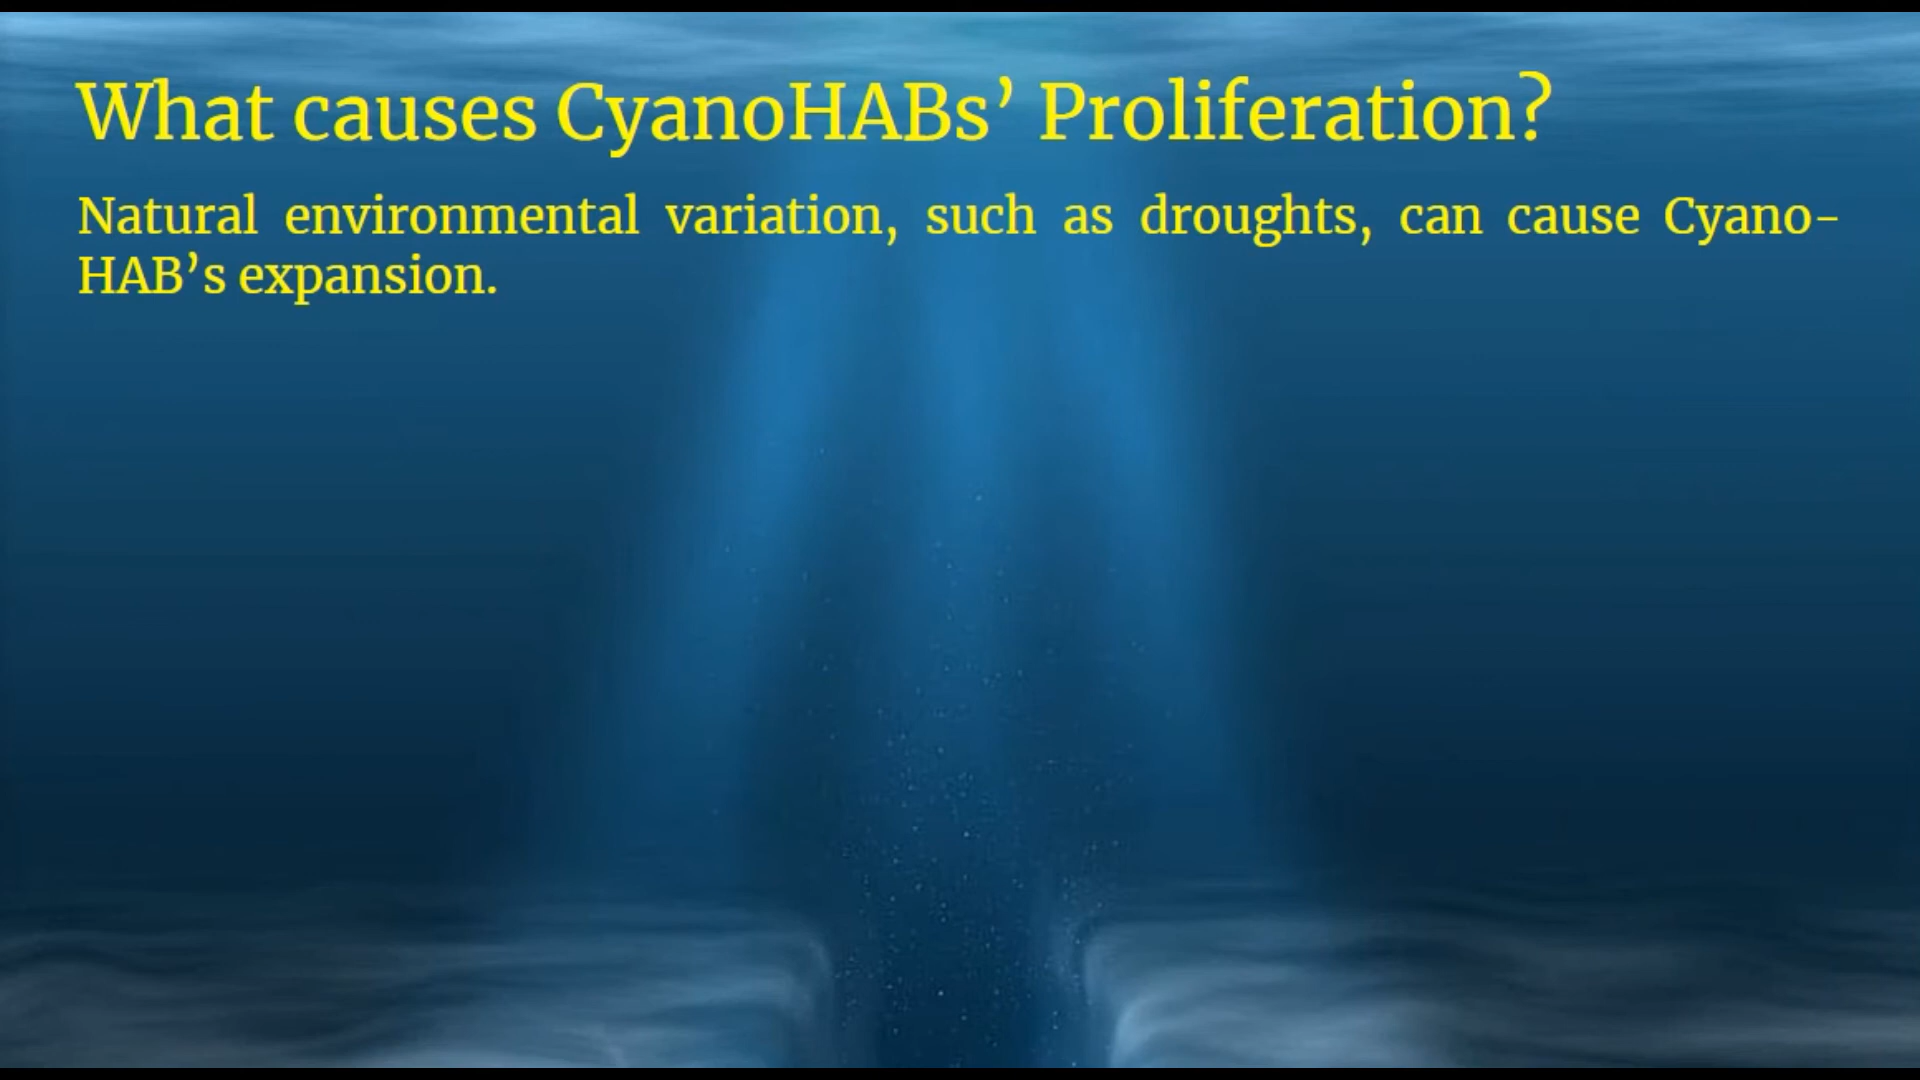 What causes CyanoHABs’ Proliferation?
Natural environmental variation, such as droughts, can cause Cyano-
HAB’s expansion.